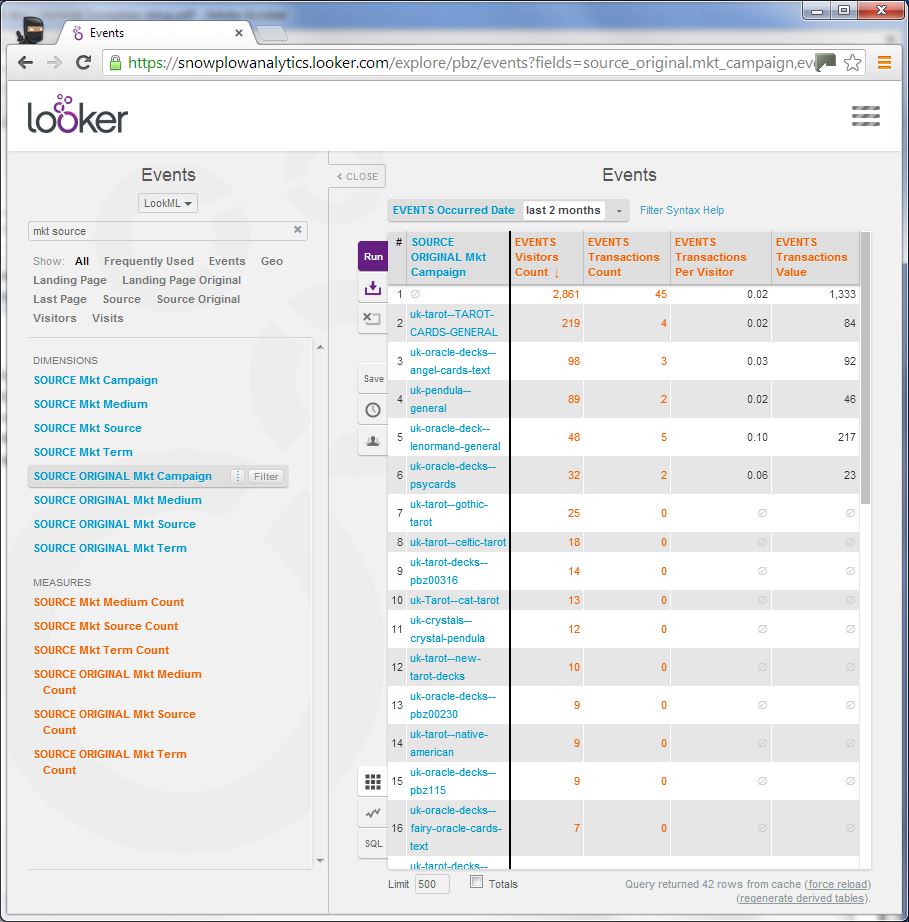 Events
https://snowplowanalytics.looker.com/explore/pbz/events?fields=source_original.mkt_campaign,eve
looker
Events
LookML
mkt source
Show: All Frequently Used Events Geo
Landing Page Landing Page Original
Last Page Source Source Original
Visitors Visits
DIMENSIONS
SOURCE Mkt Campaign
SOURCE Mkt Medium
SOURCE Mkt Source
SOURCE Mkt Term
SOURCE ORIGINAL Mkt Campaign Filter
SOURCE ORIGINAL Mkt Medium
SOURCE ORIGINAL Mkt Source
SOURCE ORIGINAL Mkt Term
MEASURES
SOURCE Mkt Medium Count
SOURCE Mkt Source Count
SOURCE Mkt Term Count
SOURCE ORIGINAL Mkt Medium
Count
SOURCE ORIGINAL Mkt Source
Count
SOURCE ORIGINAL Mkt Term
Count
CLOSE
Events
EVENTS Occurred Date last 2 months Filter Syntax Help
Run
Save
SQL
# SOURCE ORIGINAL Mkt Campaign EVENTS Visitors Count ↓ EVENTS Transactions Count EVENTS Transactions Per Visitor EVENTS Transactions Value
1 ∅ 2,861 45 0.02 1,333
2 uk-tarot--TAROT-CARDS-GENERAL 219 4 0.02 84
3 uk-oracle-decks--angel-cards-text 98 3 0.03 92
4 uk-pendula--general 89 2 0.02 46
5 uk-oracle-deck--lenormand-general 48 5 0.10 217
6 uk-oracle-decks--psycards 32 2 0.06 23
7 uk-tarot--gothic-tarot 25 0 ∅ ∅
8 uk-tarot--celtic-tarot 18 0 ∅ ∅
9 uk-tarot-decks--pbz00316 14 0 ∅ ∅
10 uk-Tarot--cat-tarot 13 0 ∅ ∅
11 uk-crystals--crystal-pendula 12 0 ∅ ∅
12 uk-tarot--new-tarot-decks 10 0 ∅ ∅
13 uk-oracle-decks--pbz00230 9 0 ∅ ∅
14 uk-tarot--native-american 9 0 ∅ ∅
15 uk-oracle-decks--pbz115 9 0 ∅ ∅
16 uk-oracle-decks--fairy-oracle-cards-text 7 0 ∅ ∅
uk-tarot-decks--
Limit 500 Totals
Query returned 42 rows from cache (force reload)
(regenerate derived tables).